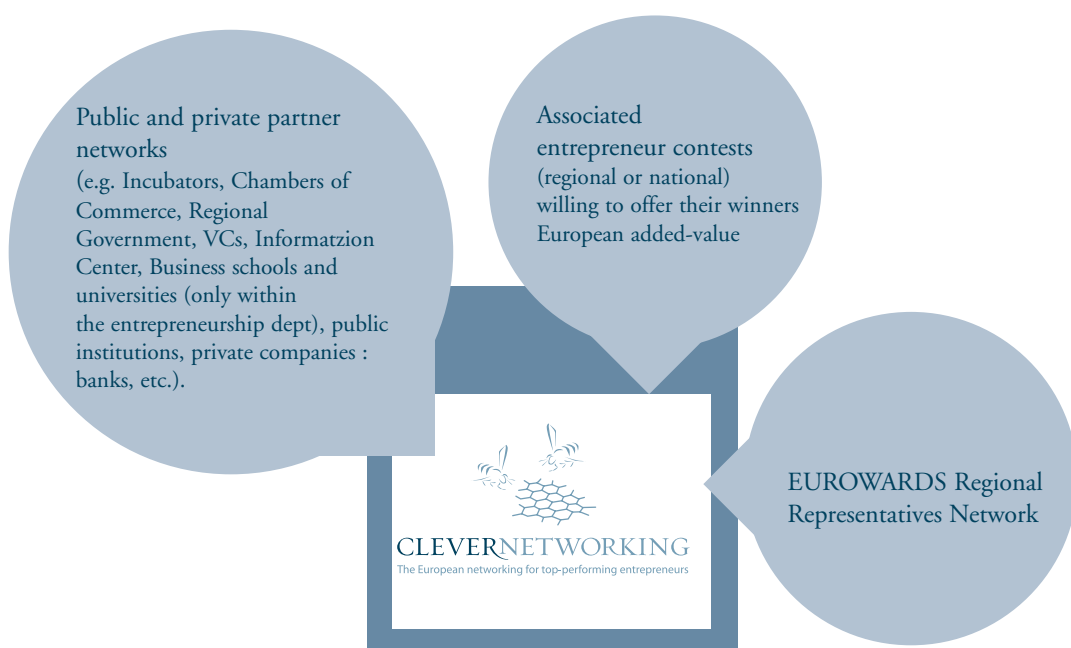 Public and private partner
networks
(e.g. Incubators, Chambers of
Commerce, Regional
Government, VCs, Informatzion
Center, Business schools and
universities (only within
the entrepreneurship dept), public
institutions, private companies :
banks, etc.).
Associated
entrepreneur contests
(regional or national)
willing to offer their winners
European added-value
EUROWARDS Regional
Representatives Network
CLEVERNETWORKING
The European networking for top-performing entrepreneurs